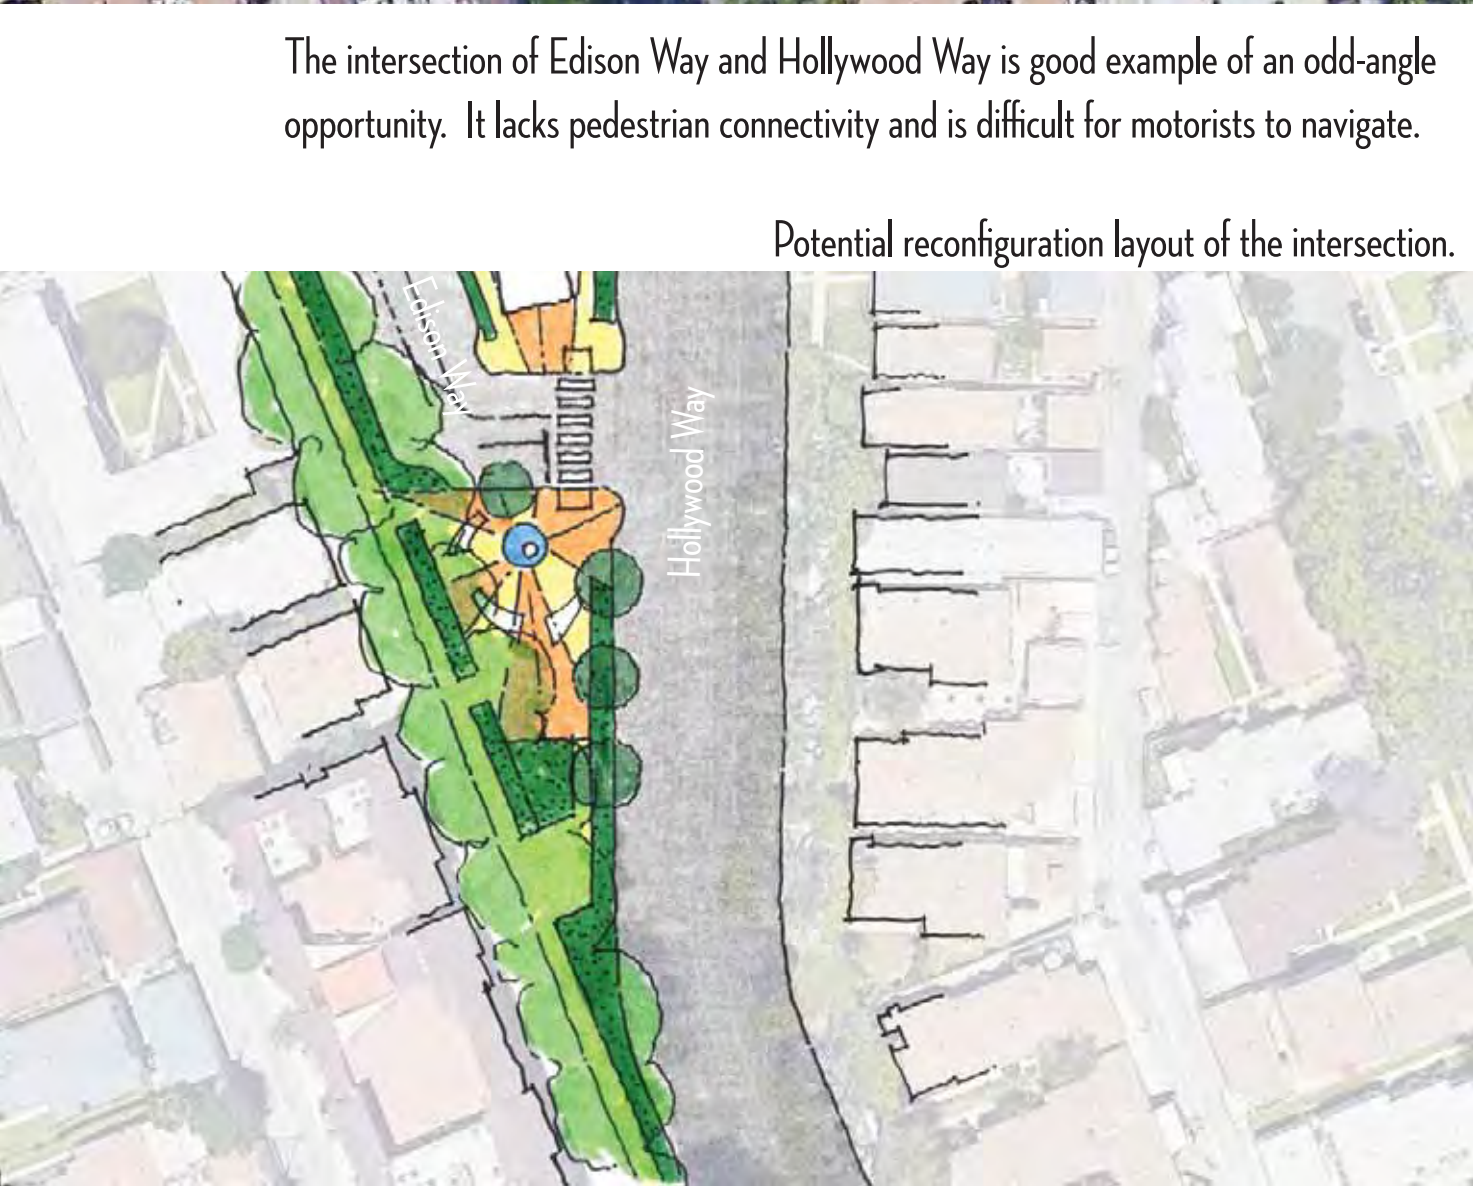 The intersection of Edison Way and Hollywood Way is good example of an odd-angle
opportunity.  It lacks pedestrian connectivity and is difficult for motorists to navigate.
Potential reconfiguration layout of the intersection.
Edison Way
Hollywood Way